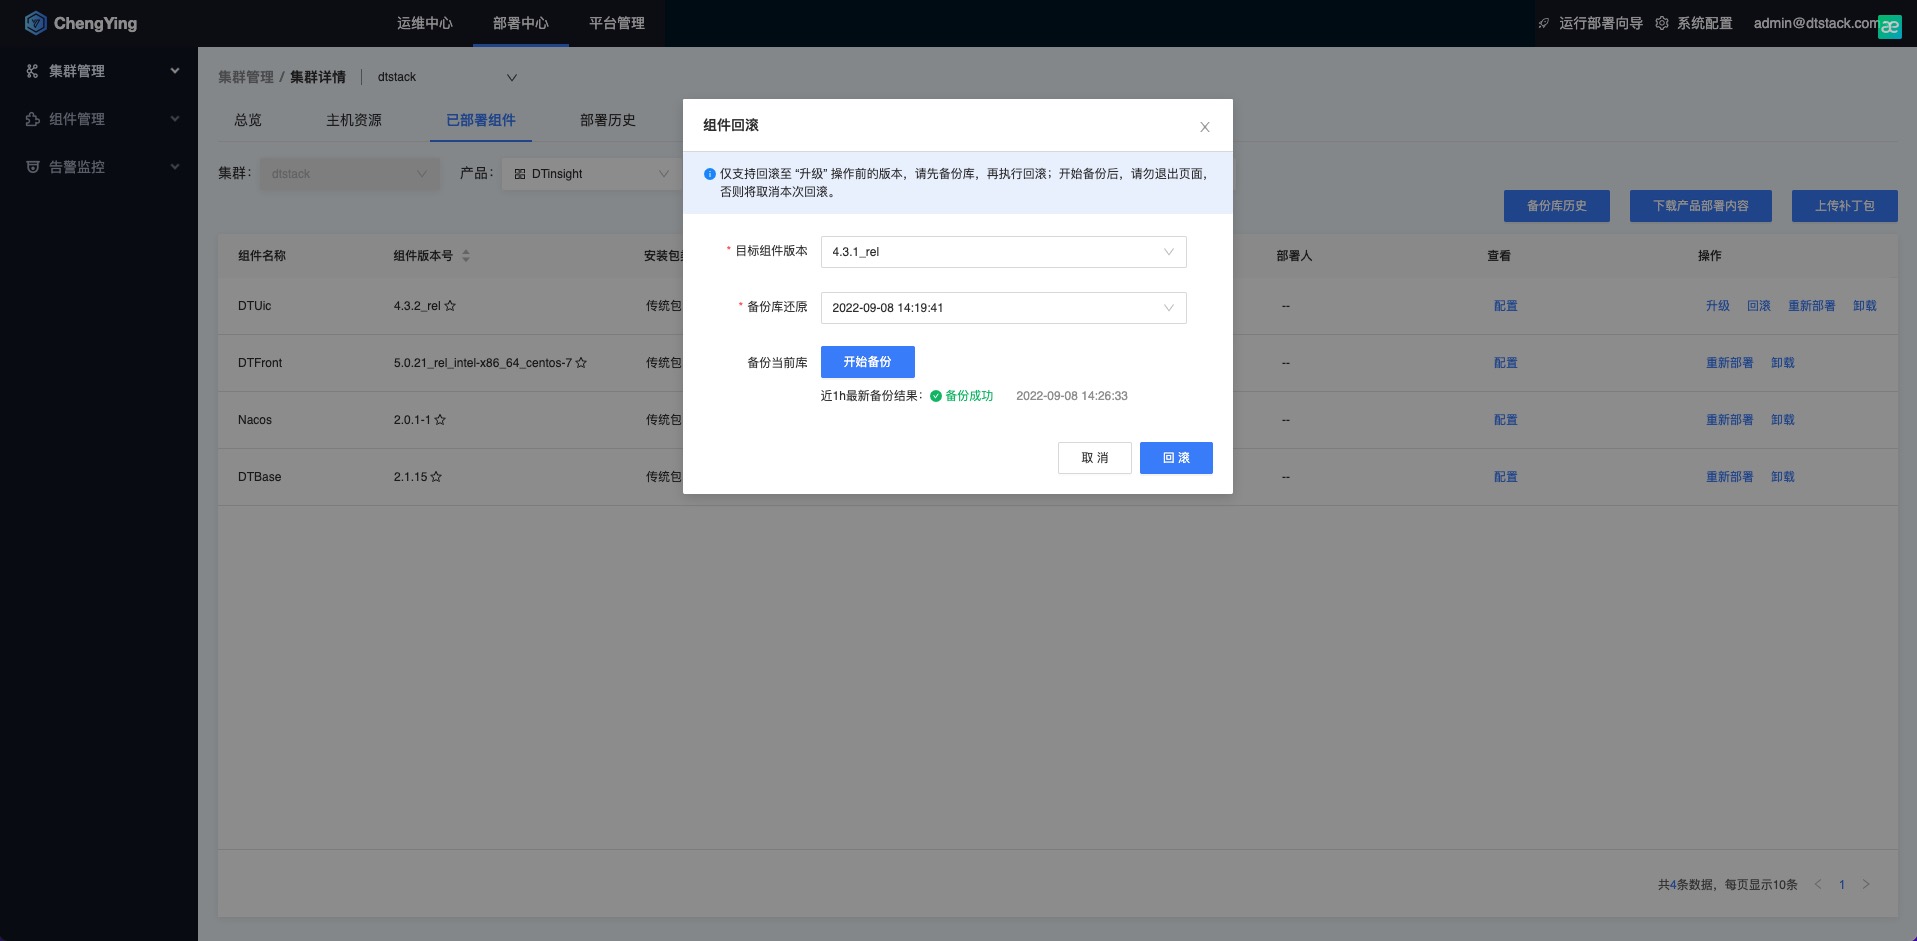 ChengYing
运维中心
部署中心
平台管理
运行部署向导
系统配置
admin@dtstack.com
集群管理
组件管理
告警监控
集群管理 / 集群详情
dtstack
总览
主机资源
已部署组件
部署历史
集群：
dtstack
产品：
DTinsight
备份库历史
下载产品部署内容
上传补丁包
组件名称
组件版本号
安装包
部署人
查看
操作
DTUic
4.3.2_rel
传统包
--
配置
升级
回滚
重新部署
卸载
DTFront
5.0.21_rel_intel-x86_64_centos-7
传统包
--
配置
重新部署
卸载
Nacos
2.0.1-1
传统包
--
配置
重新部署
卸载
DTBase
2.1.15
传统包
--
配置
重新部署
卸载
共4条数据，每页显示10条
1
组件回滚
仅支持回滚至 “升级” 操作前的版本，请先备份库，再执行回滚；开始备份后，请勿退出页面，
否则将取消本次回滚。
* 目标组件版本
4.3.1_rel
* 备份库还原
2022-09-08 14:19:41
备份当前库
开始备份
近1h最新备份结果：
备份成功
2022-09-08 14:26:33
取 消
回 滚